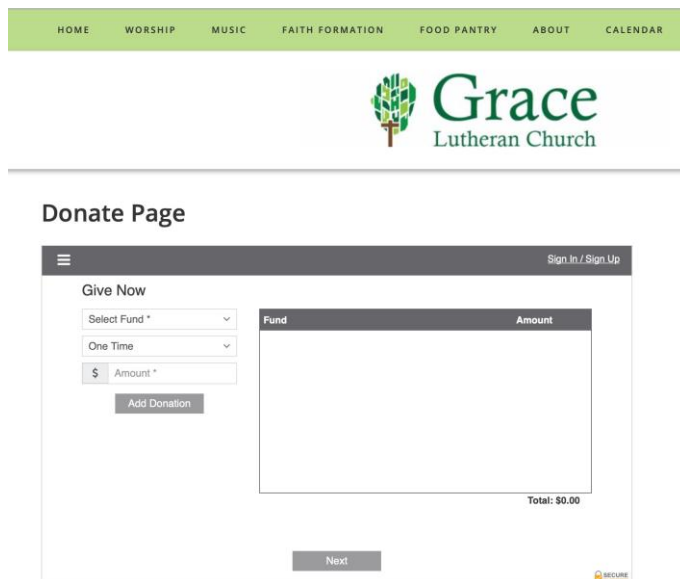 HOME WORSHIP MUSIC FAITH FORMATION FOOD PANTRY ABOUT CALENDAR
Grace
Lutheran Church
Donate Page
Sign In / Sign Up
Give Now
Select Fund *
One Time
$ Amount *
Add Donation
Fund Amount
Total: $0.00
Next
SECURE